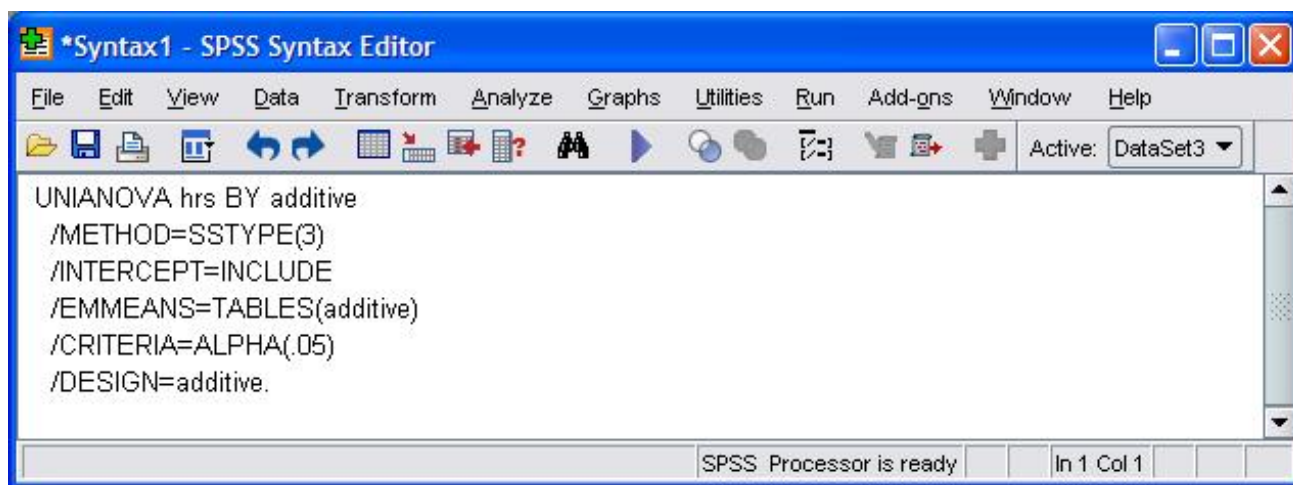 *Syntax1 - SPSS Syntax Editor
File Edit View Data Transform Analyze Graphs Utilities Run Add-ons Window Help
Active: DataSet3
UNIANOVA hrs BY additive
/METHOD=SSTYPE(3)
/INTERCEPT=INCLUDE
/EMMEANS=TABLES(additive)
/CRITERIA=ALPHA(.05)
/DESIGN=additive.
SPSS Processor is ready In 1 Col 1